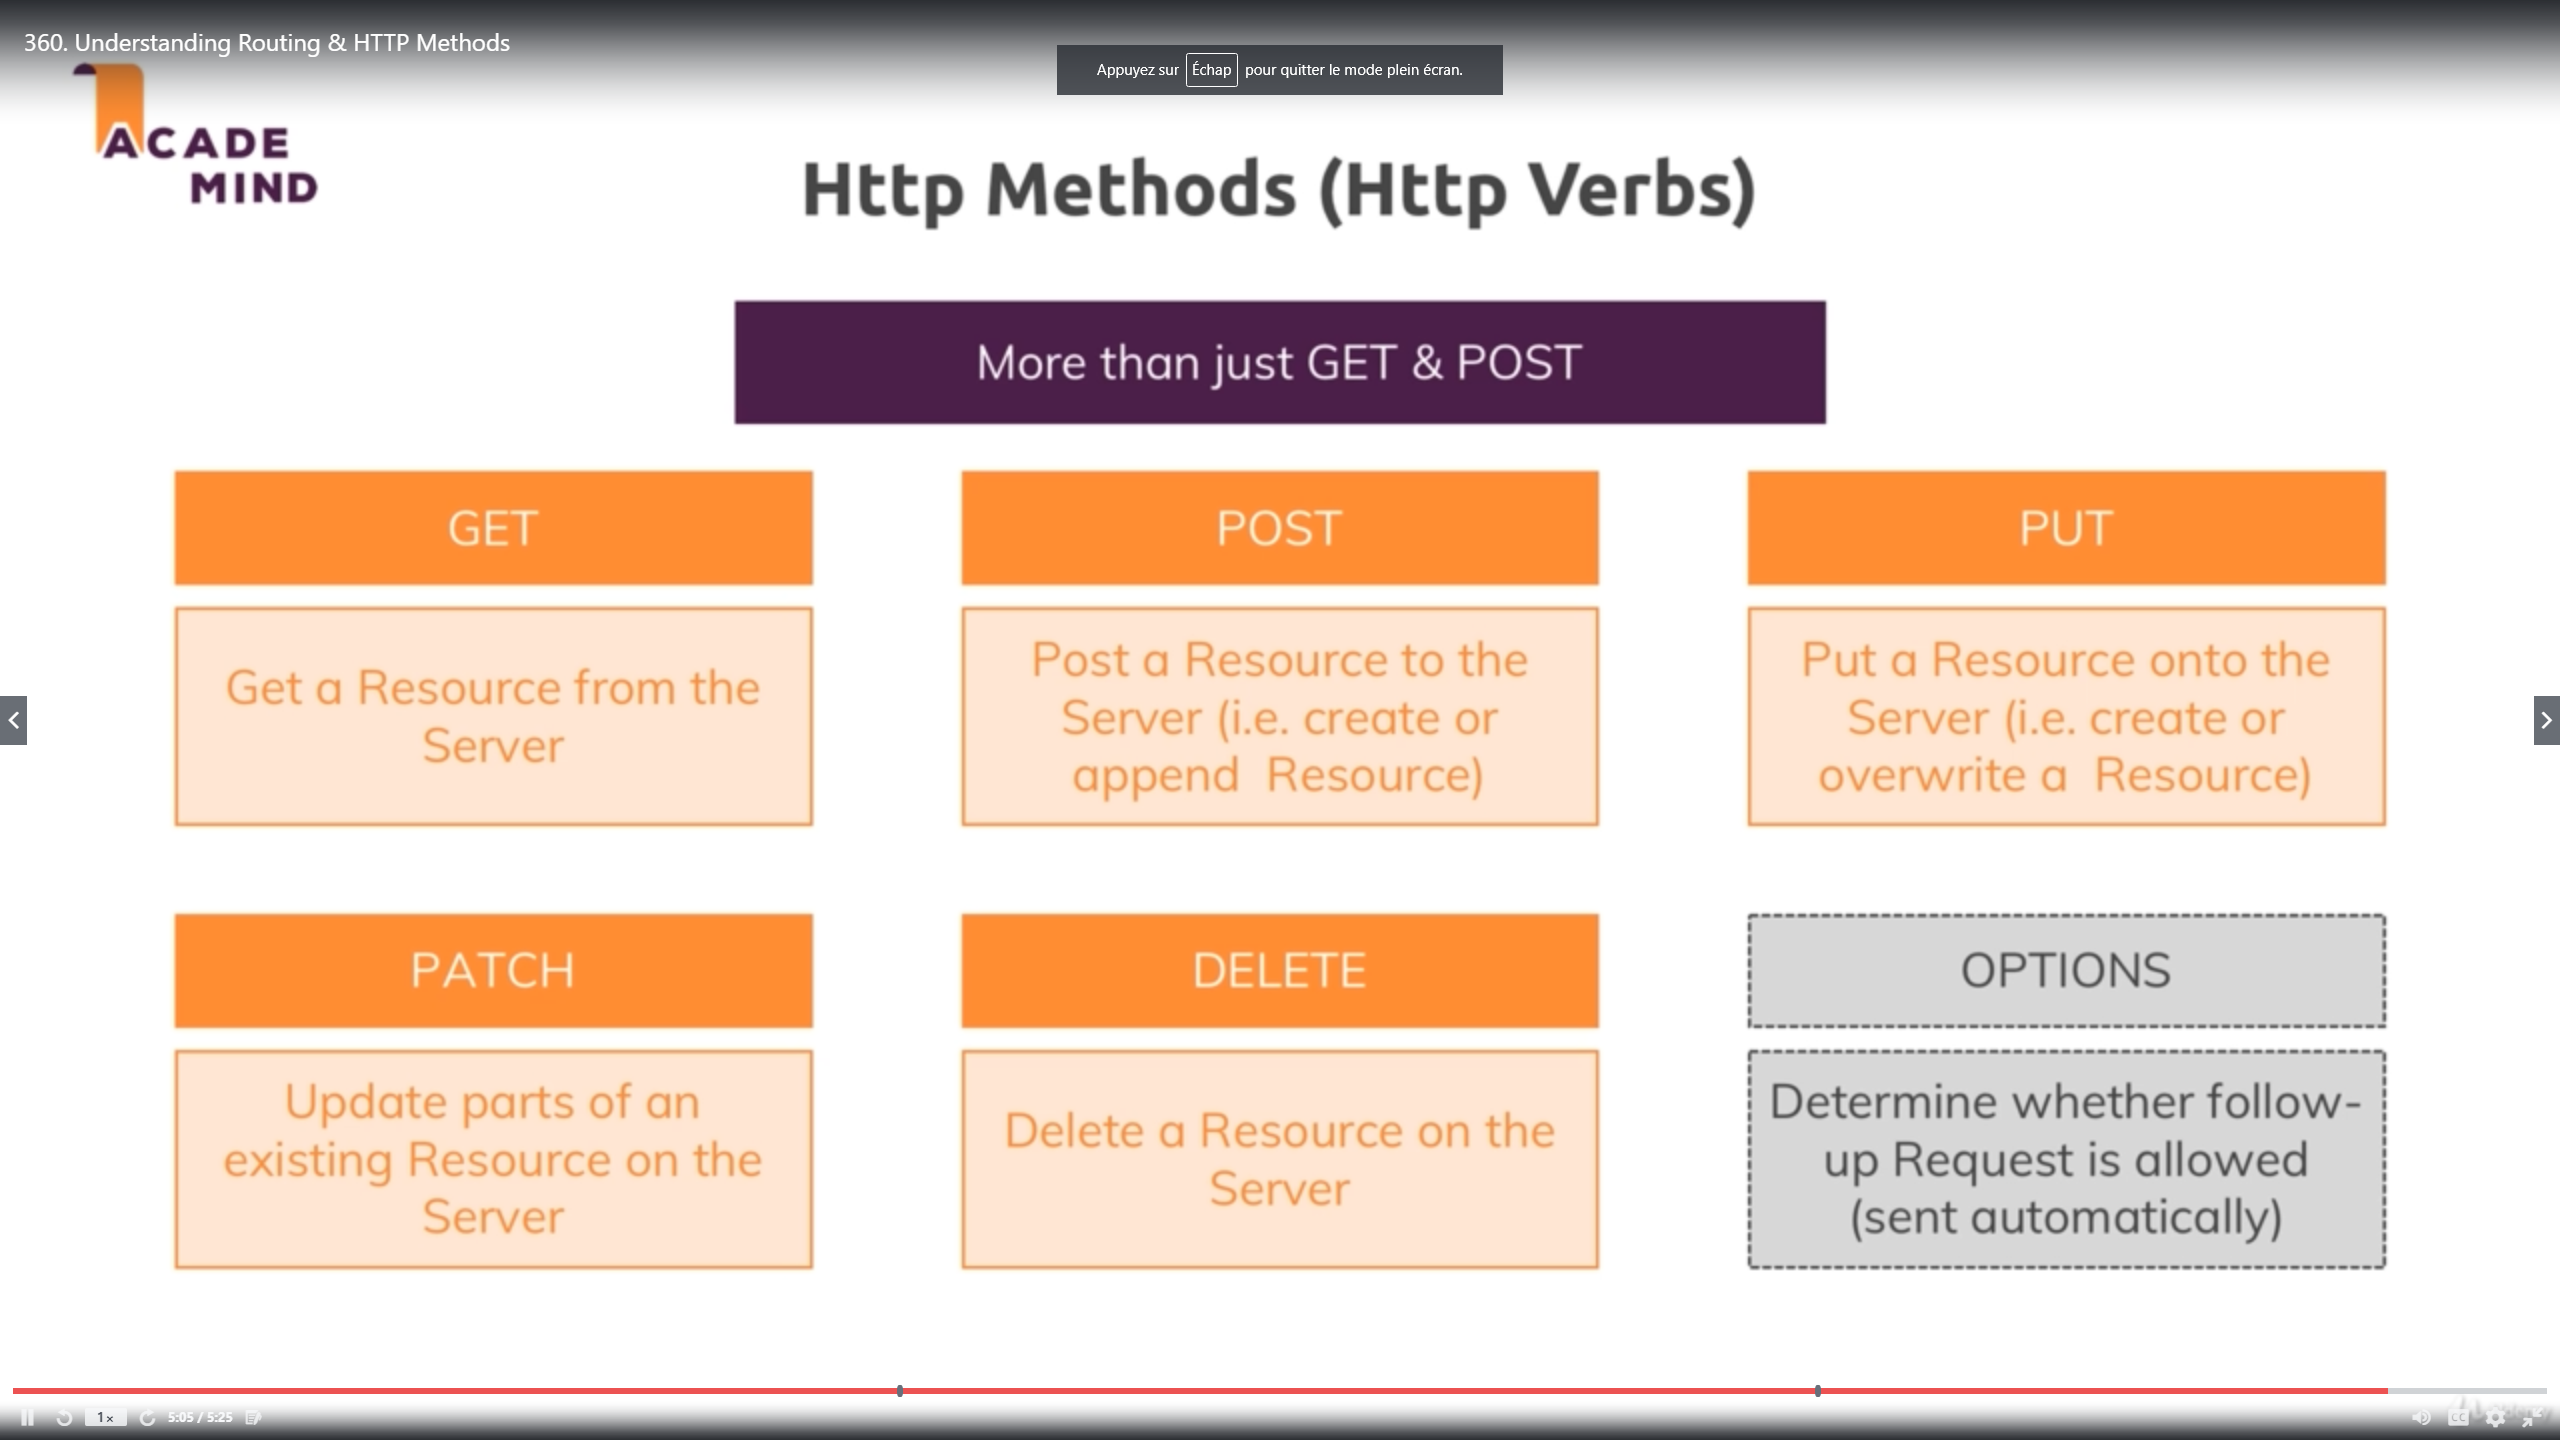 360. Understanding Routing & HTTP Methods
Appuyez sur Échap pour quitter le mode plein écran.
ACADE
MIND
Http Methods (Http Verbs)
More than just GET & POST
GET
POST
PUT
Get a Resource from the
Server
Post a Resource to the
Server (i.e. create or
append Resource)
Put a Resource onto the
Server (i.e. create or
overwrite a Resource)
PATCH
DELETE
OPTIONS
Update parts of an
existing Resource on the
Server
Delete a Resource on the
Server
Determine whether follow-
up Request is allowed
(sent automatically)
1x
5:05 / 5:25
CC